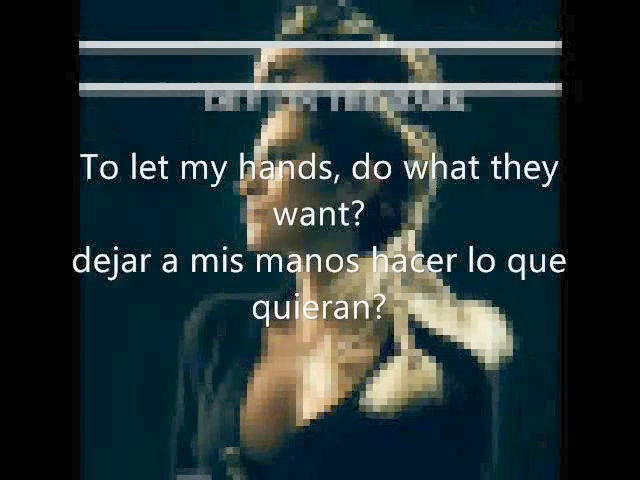 To let my hands, do what they
want?
dejar a mis manos hacer lo que
quieran?